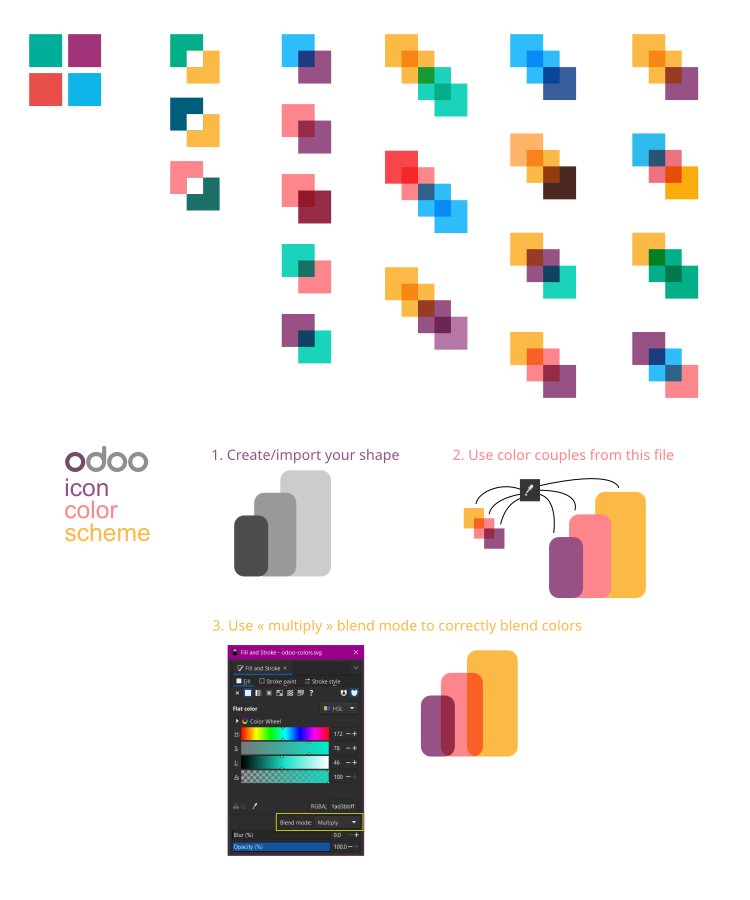 odoo
icon
color
scheme
1. Create/import your shape
2. Use color couples from this file
3. Use « multiply » blend mode to correctly blend colors
Fill and Stroke - odoo-colors.svg
Fill and Stroke
Fill Stroke paint Stroke style
?
Flat color HSL
Color Wheel
H: 172
S: 78
L: 46
A: 100
RGBA: 1ad3bbff
Blend mode: Multiply
Blur (%) 0.0
Opacity (%) 100.0